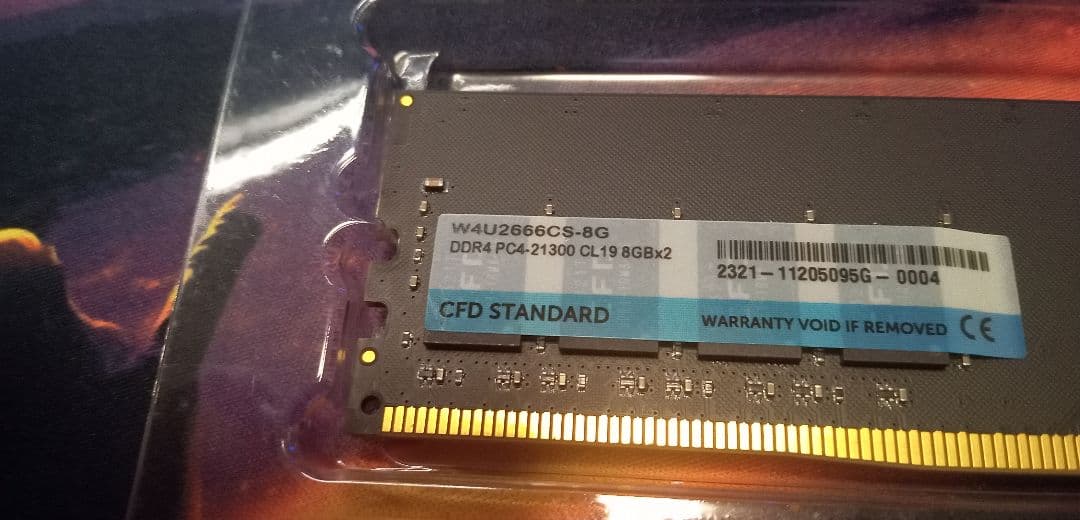 W4U2666CS-8G
DDR4 PC4-21300 CL19 8GBx2
2321-11205095G-0004
CFD STANDARD
WARRANTY VOID IF REMOVED CE